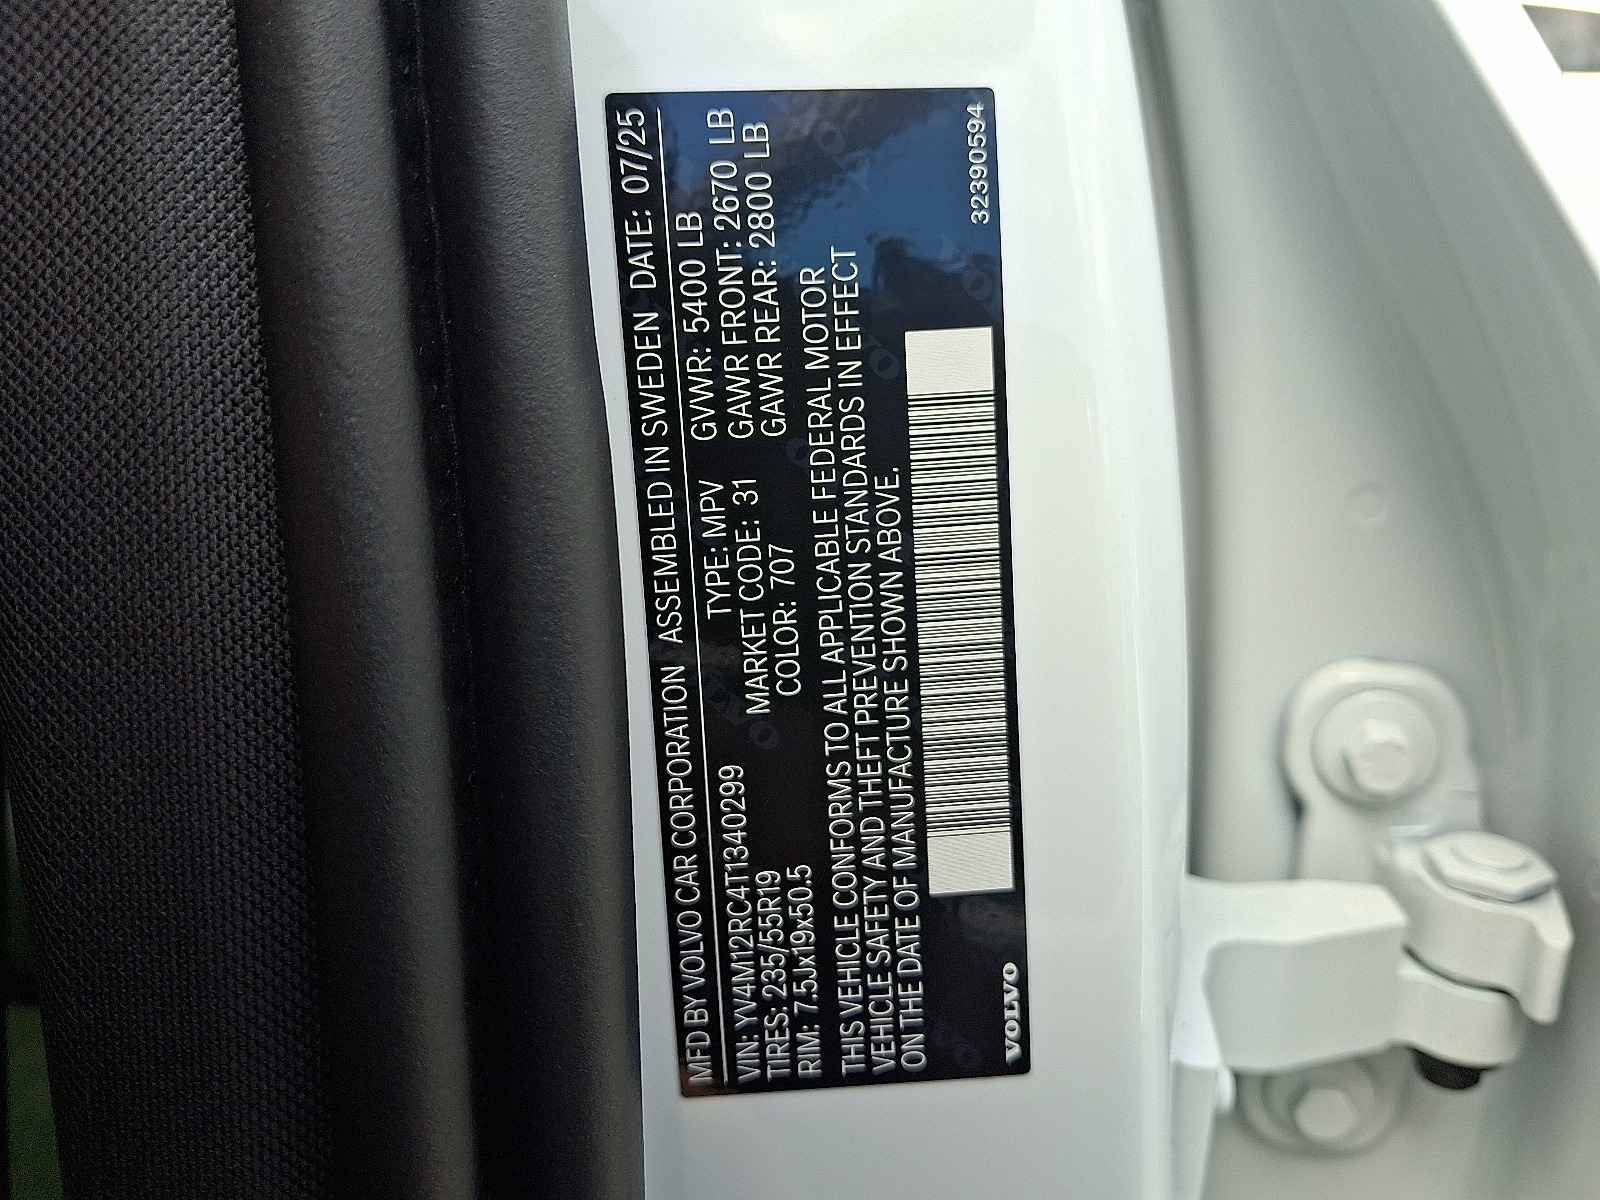 MFD BY VOLVO CAR CORPORATION ASSEMBLED IN SWEDEN DATE: 07/25
VIN: YV4M12RC4T1340299 TYPE: MPV GVWR: 5400 LB
TIRES: 235/55R19 MARKET CODE: 31 GAWR FRONT: 2670 LB
RIM: 7.5Jx19x50.5 COLOR: 707 GAWR REAR: 2800 LB
THIS VEHICLE CONFORMS TO ALL APPLICABLE FEDERAL MOTOR
VEHICLE SAFETY AND THEFT PREVENTION STANDARDS IN EFFECT
ON THE DATE OF MANUFACTURE SHOWN ABOVE.
VOLVO 32390594